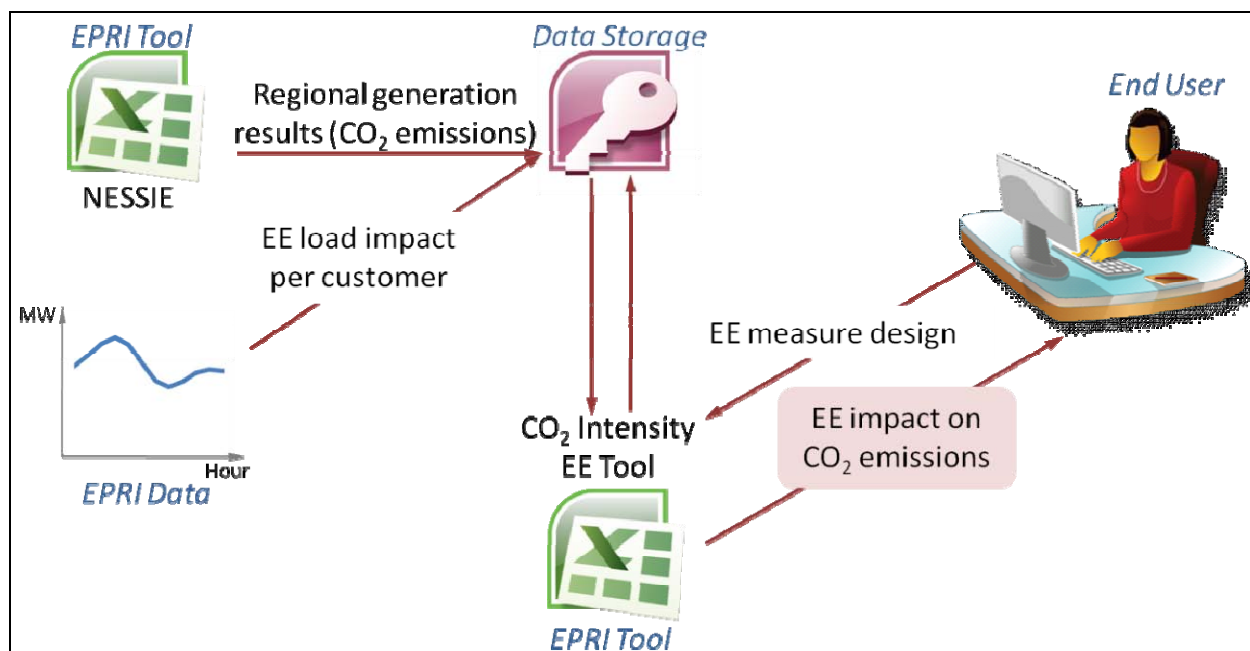 EPRI Tool
Data Storage
End User
Regional generation
results (CO₂ emissions)
NESSIE
EE load impact
per customer
MW
Hour
EPRI Data
EE measure design
CO₂ Intensity
EE Tool
EE impact on
CO₂ emissions
EPRI Tool